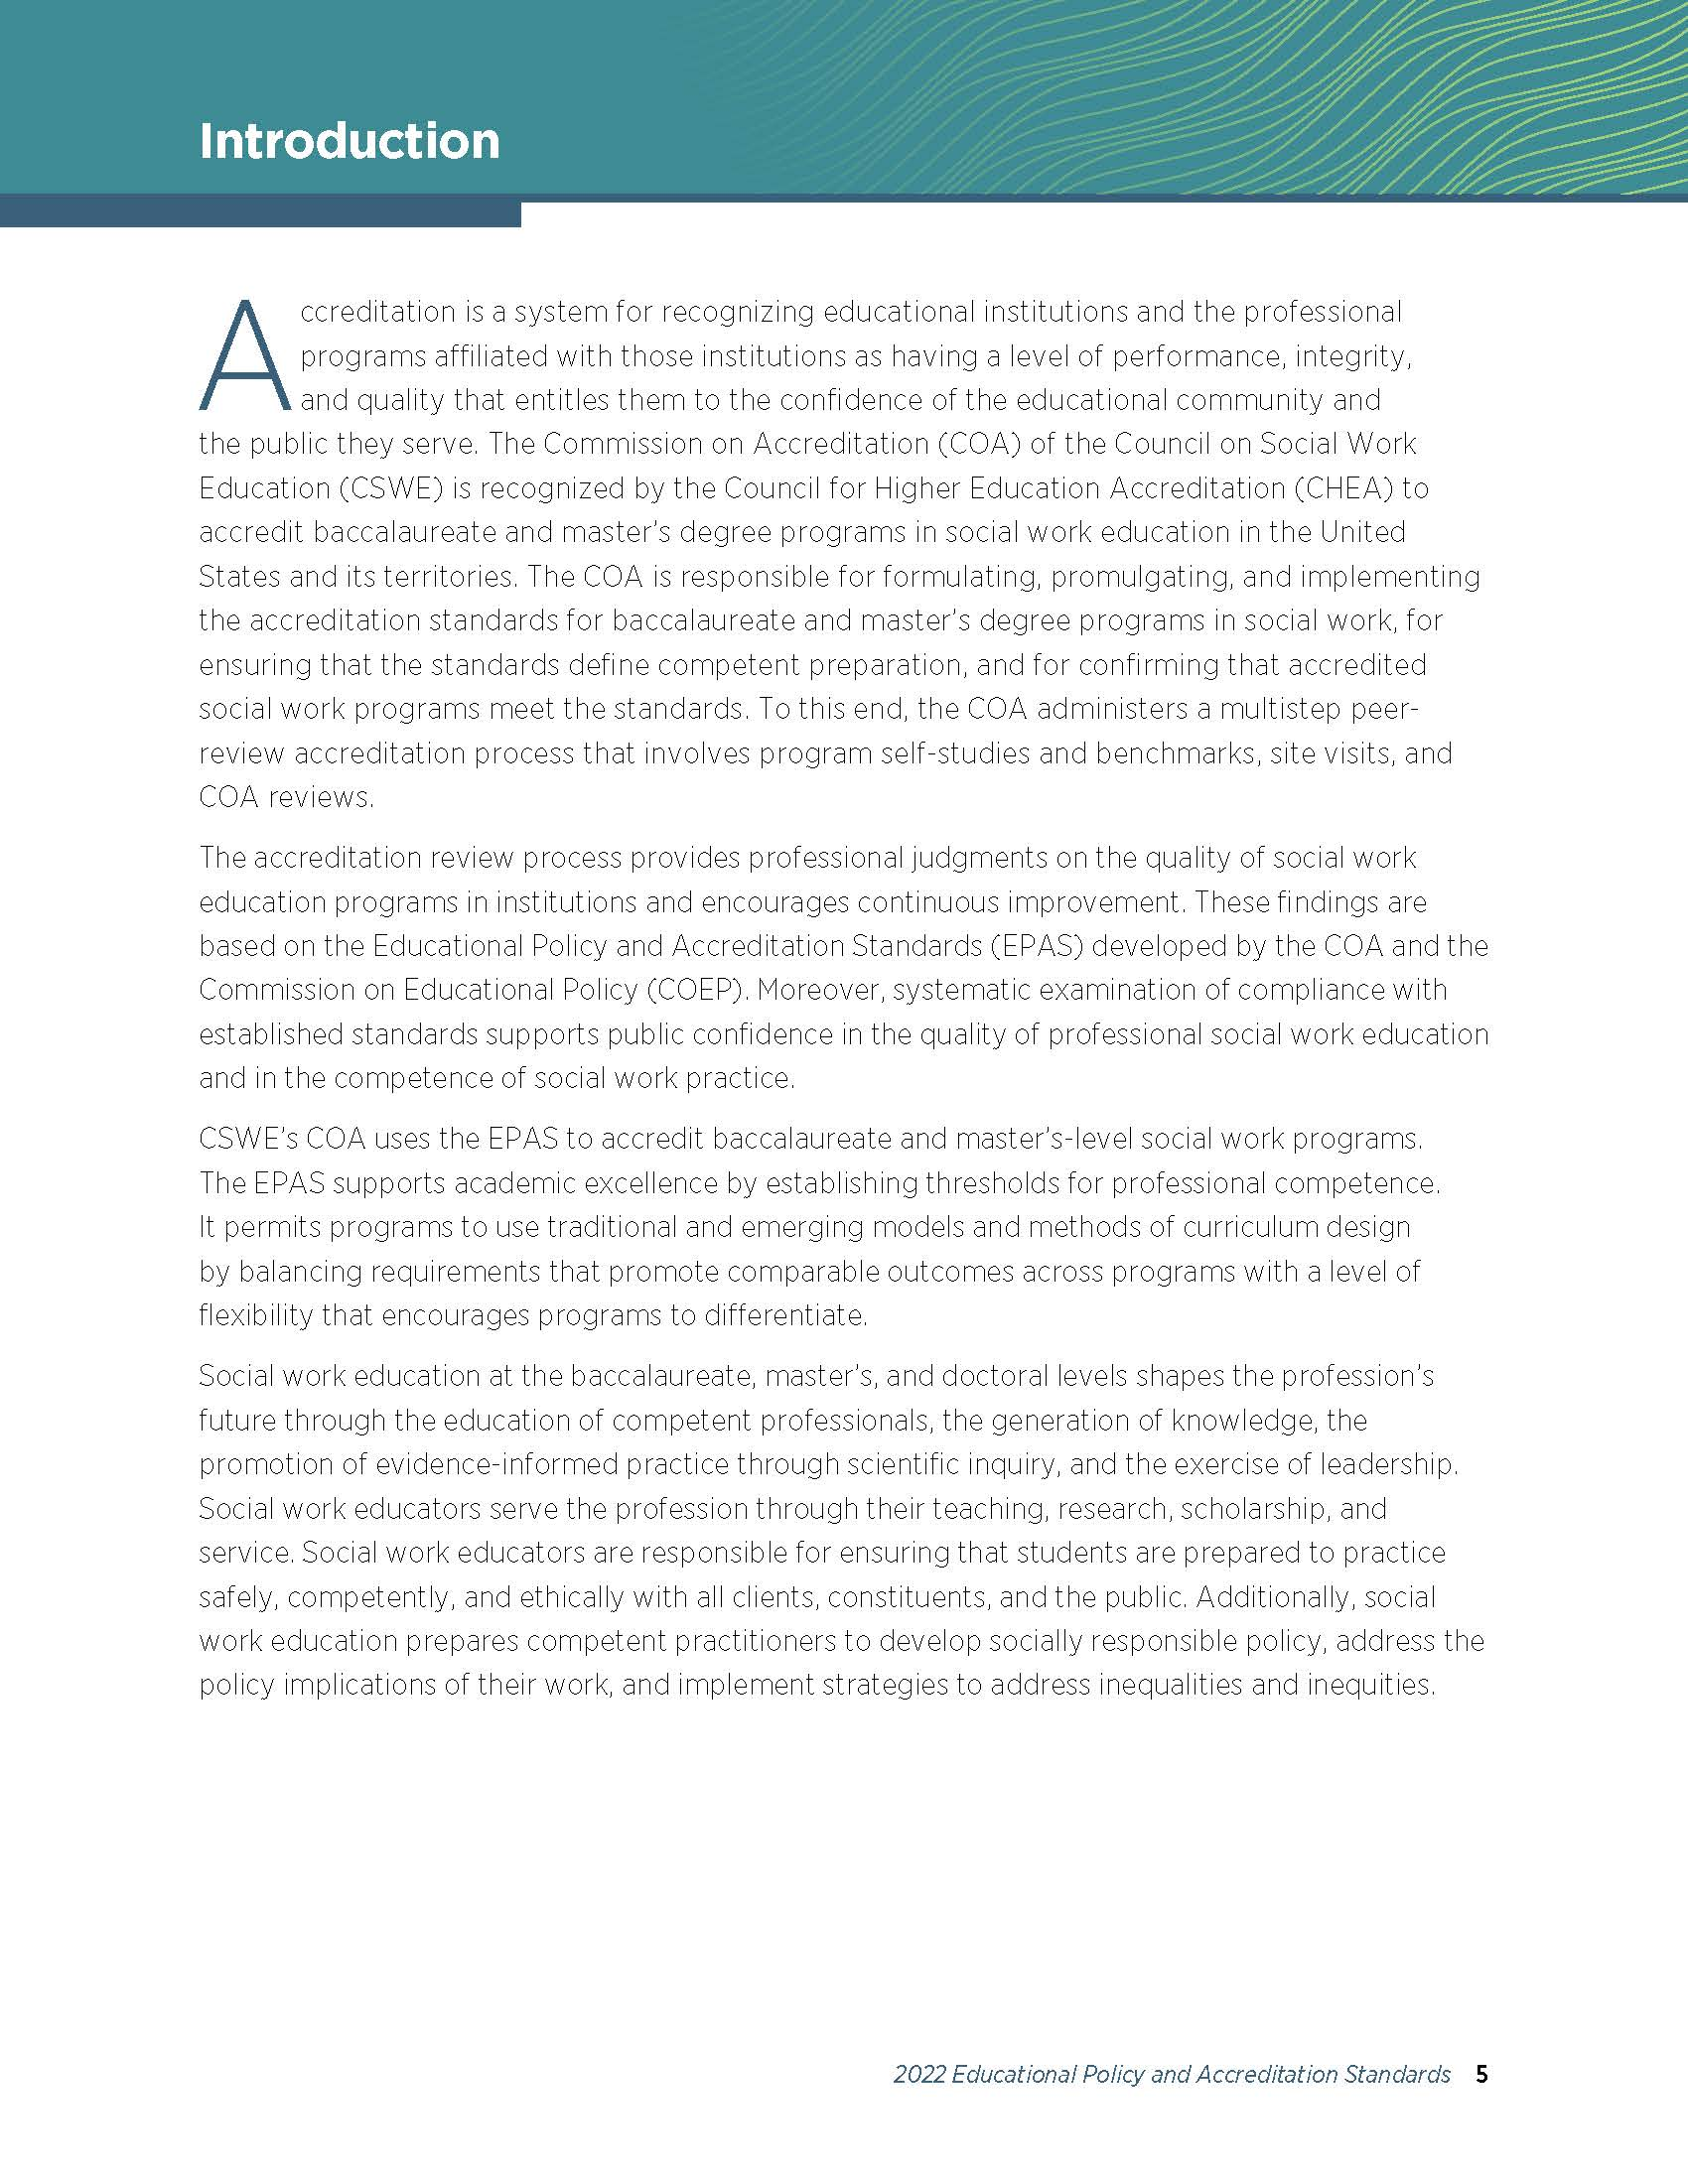 Introduction
Accreditation is a system for recognizing educational institutions and the professional
programs affiliated with those institutions as having a level of performance, integrity,
and quality that entitles them to the confidence of the educational community and
the public they serve. The Commission on Accreditation (COA) of the Council on Social Work
Education (CSWE) is recognized by the Council for Higher Education Accreditation (CHEA) to
accredit baccalaureate and master’s degree programs in social work education in the United
States and its territories. The COA is responsible for formulating, promulgating, and implementing
the accreditation standards for baccalaureate and master’s degree programs in social work, for
ensuring that the standards define competent preparation, and for confirming that accredited
social work programs meet the standards. To this end, the COA administers a multistep peer-
review accreditation process that involves program self-studies and benchmarks, site visits, and
COA reviews.
The accreditation review process provides professional judgments on the quality of social work
education programs in institutions and encourages continuous improvement. These findings are
based on the Educational Policy and Accreditation Standards (EPAS) developed by the COA and the
Commission on Educational Policy (COEP). Moreover, systematic examination of compliance with
established standards supports public confidence in the quality of professional social work education
and in the competence of social work practice.
CSWE’s COA uses the EPAS to accredit baccalaureate and master’s-level social work programs.
The EPAS supports academic excellence by establishing thresholds for professional competence.
It permits programs to use traditional and emerging models and methods of curriculum design
by balancing requirements that promote comparable outcomes across programs with a level of
flexibility that encourages programs to differentiate.
Social work education at the baccalaureate, master’s, and doctoral levels shapes the profession’s
future through the education of competent professionals, the generation of knowledge, the
promotion of evidence-informed practice through scientific inquiry, and the exercise of leadership.
Social work educators serve the profession through their teaching, research, scholarship, and
service. Social work educators are responsible for ensuring that students are prepared to practice
safely, competently, and ethically with all clients, constituents, and the public. Additionally, social
work education prepares competent practitioners to develop socially responsible policy, address the
policy implications of their work, and implement strategies to address inequalities and inequities.
2022 Educational Policy and Accreditation Standards 5